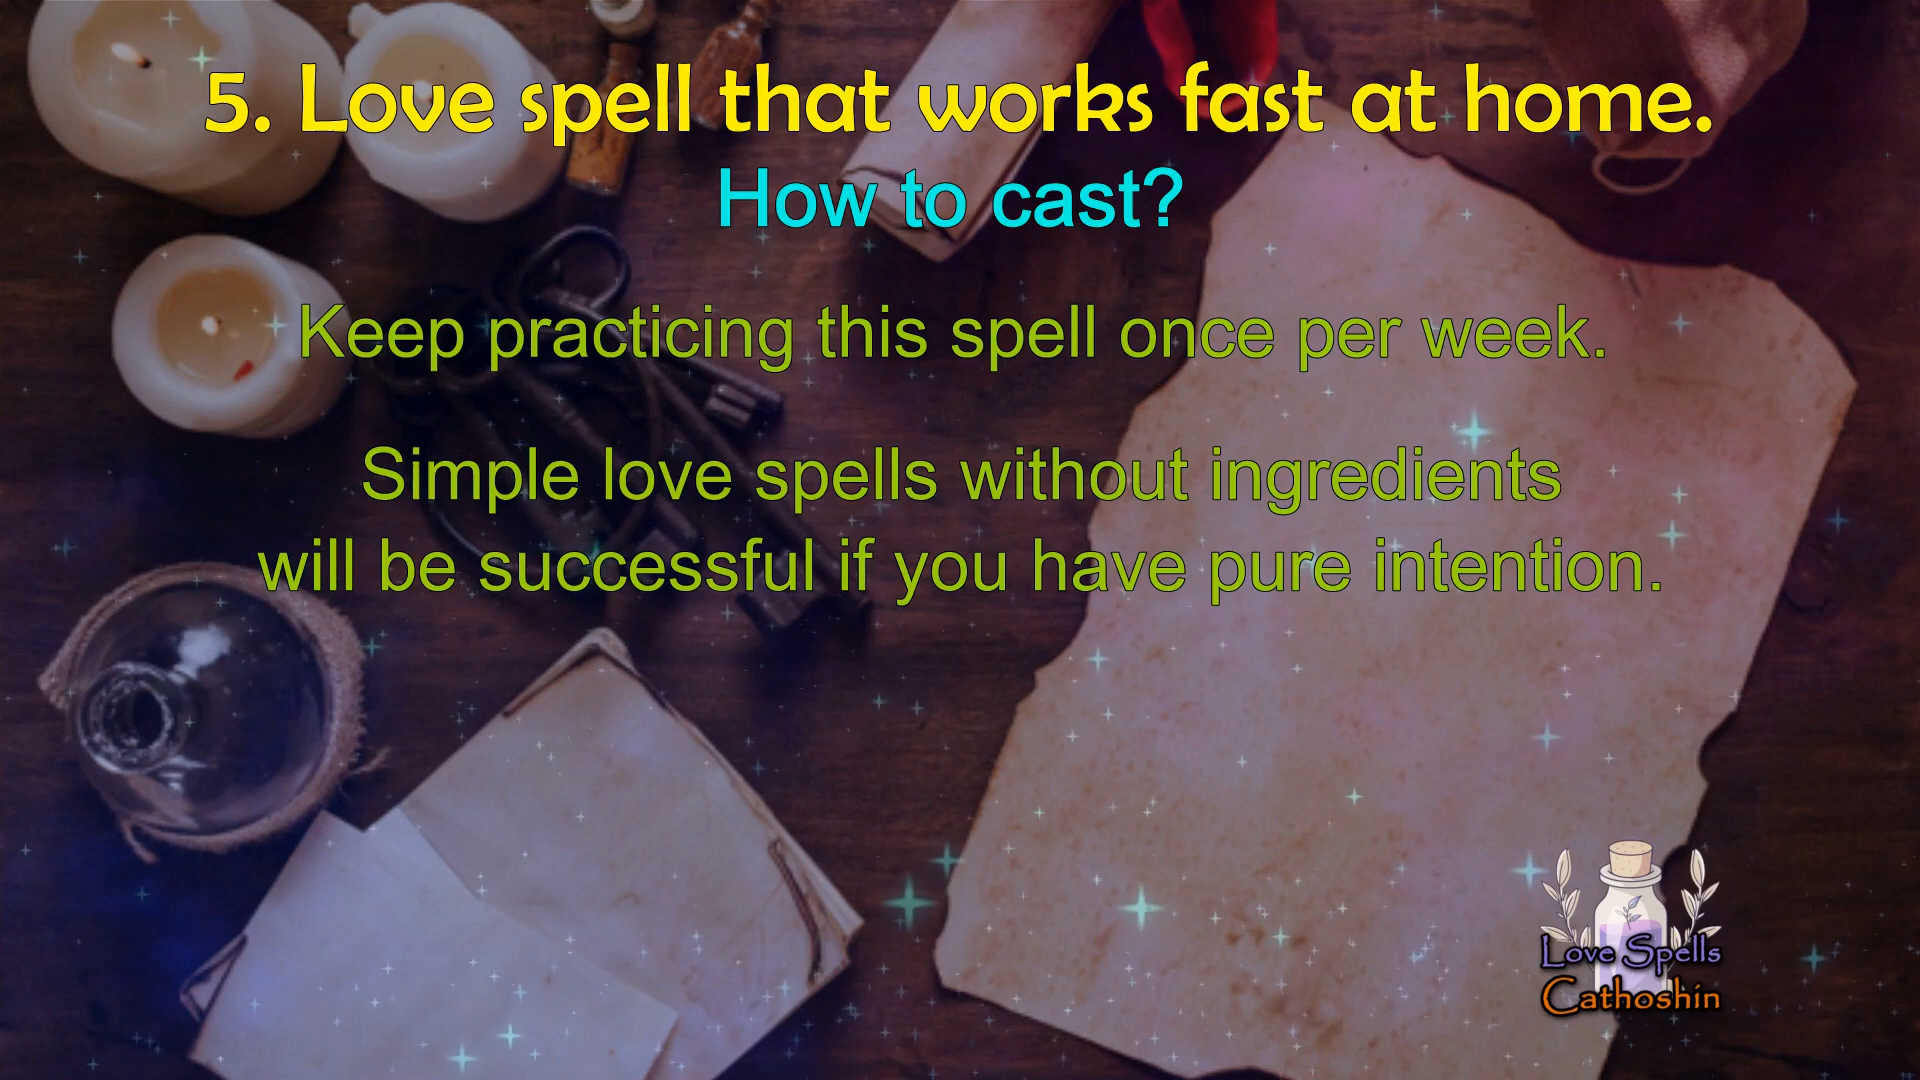 5. Love spell that works fast at home.
How to cast?
Keep practicing this spell once per week.
Simple love spells without ingredients
will be successful if you have pure intention.
Love Spells
Cathoshin